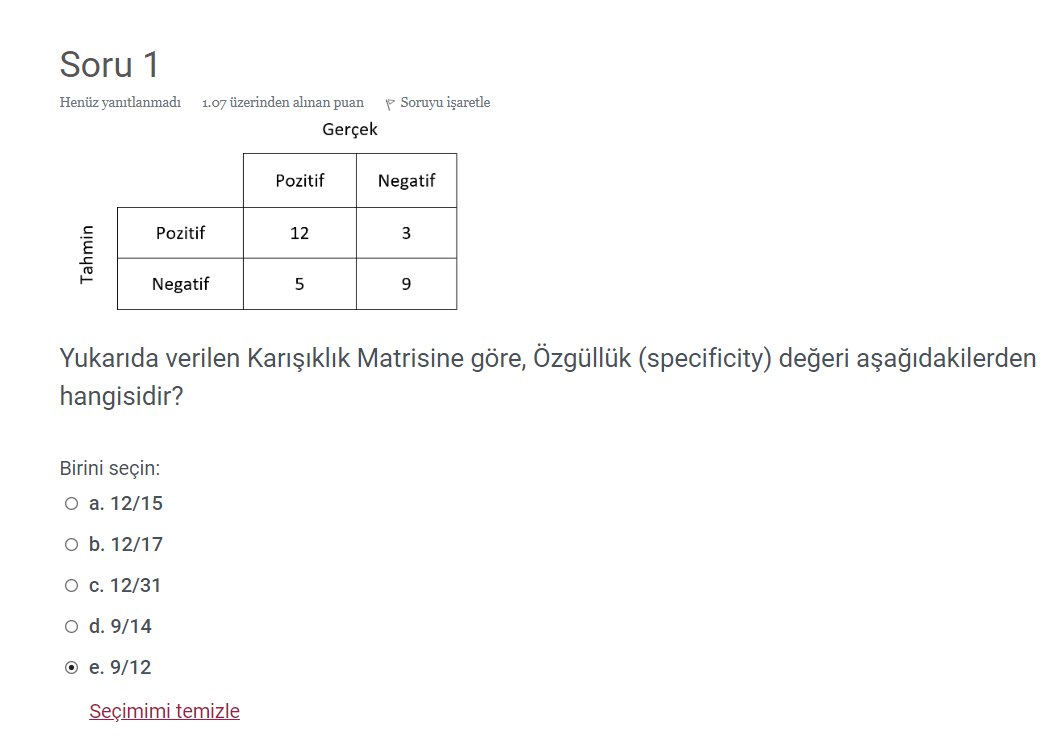 Soru 1
Henüz yanıtlanmadı 1.07 üzerinden alınan puan Soruyu işaretle
Gerçek
Pozitif Negatif
Tahmin
Pozitif 12 3
Negatif 5 9
Yukarıda verilen Karışıklık Matrisine göre, Özgüllük (specificity) değeri aşağıdakilerden
hangisidir?
Birini seçin:
a. 12/15
b. 12/17
c. 12/31
d. 9/14
e. 9/12
Seçimimi temizle